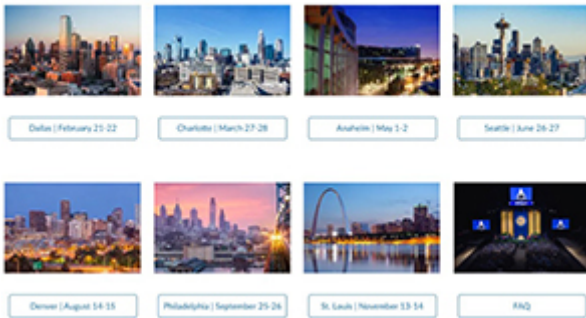 Dallas | February 21-22
Charlotte | March 27-28
Anaheim | May 1-2
Seattle | June 26-27
Denver | August 14-15
Philadelphia | September 25-26
St. Louis | November 13-14
FAQ